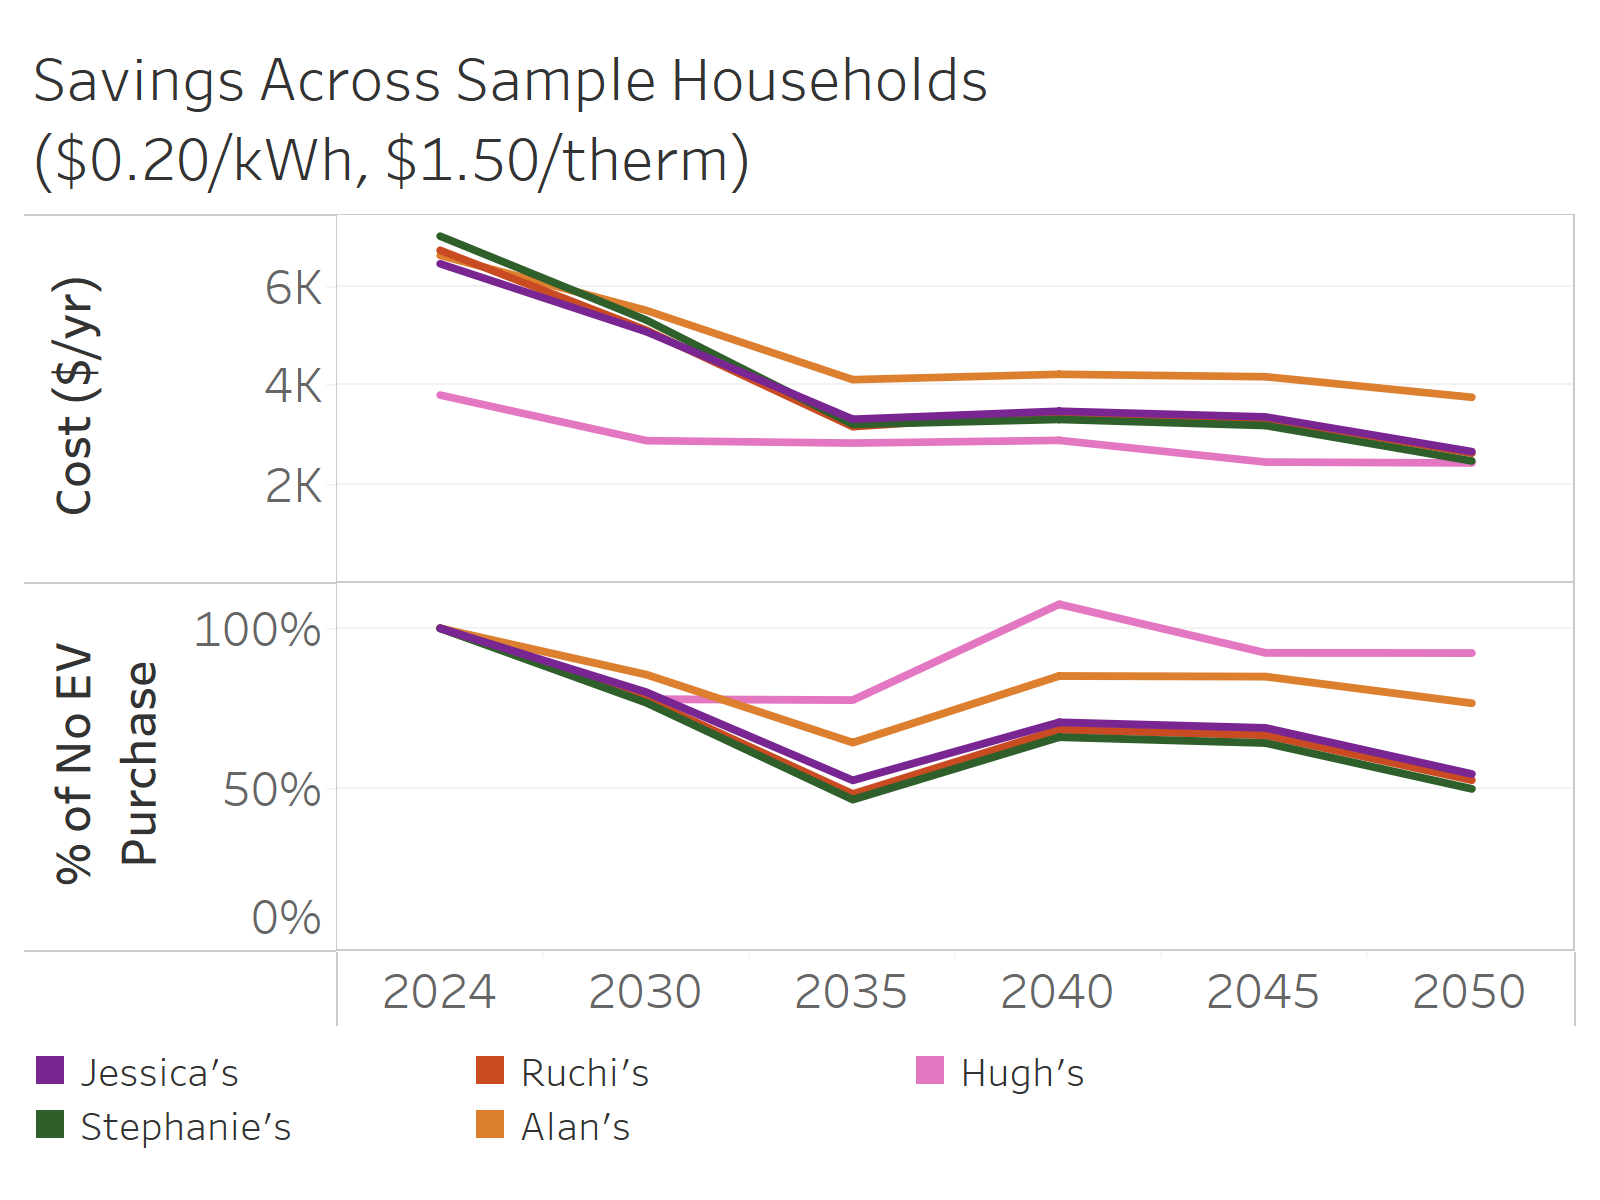 Savings Across Sample Households
($0.20/kWh, $1.50/therm)
Cost ($/yr)
6K
4K
2K
% of No EV
Purchase
100%
50%
0%
2024 2030 2035 2040 2045 2050
Jessica's Ruchi's Hugh's
Stephanie's Alan's